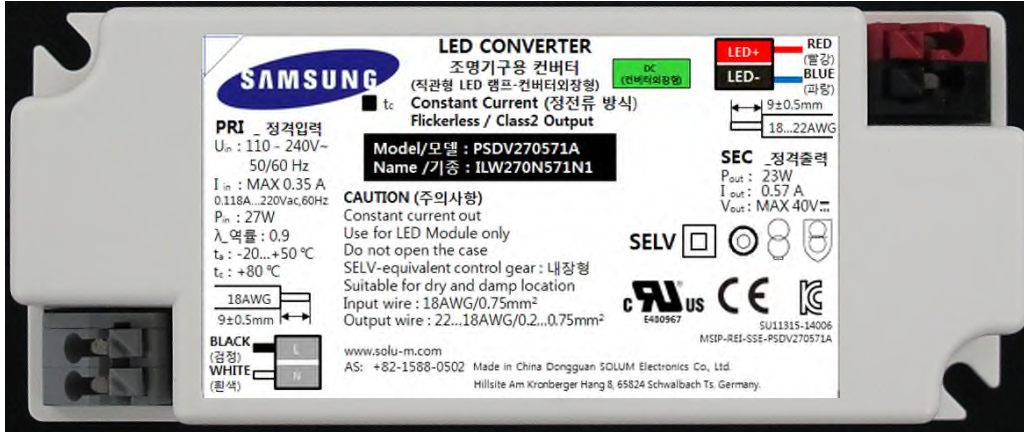 SAMSUNG
LED CONVERTER
조명기구용 컨버터
(직관형 LED 램프-컨버터외장형)
■ tc Constant Current (정전류 방식)
Flickerless / Class2 Output
DC
(컨버터외장형)
LED+
RED
(빨강)
LED-
BLUE
(파랑)
9±0.5mm
18...22AWG
PRI _ 정격입력
Uin : 110 - 240V~
50/60 Hz
I in : MAX 0.35 A
0.118A...220Vac,60Hz
Pin : 27W
λ_역률 : 0.9
ta : -20...+50 ℃
tc : +80 ℃
18AWG
9±0.5mm
BLACK
(검정)
L
WHITE
(흰색)
N
Model/모델 : PSDV270571A
Name /기종 : ILW270N571N1
CAUTION (주의사항)
Constant current out
Use for LED Module only
Do not open the case
SELV-equivalent control gear : 내장형
Suitable for dry and damp location
Input wire : 18AWG/0.75mm²
Output wire : 22...18AWG/0.2...0.75mm²
www.solu-m.com
AS: +82-1588-0502 Made in China Dongguan SOLUM Electronics Co., Ltd.
Hillsite Am Kronberger Hang 8, 65824 Schwalbach Ts. Germany.
SEC _정격출력
Pout : 23W
I out : 0.57 A
Vout : MAX 40V⎓
SELV
c RU US
E480967
CE
KC
SU11315-14006
MSIP-REI-SSE-PSDV270571A